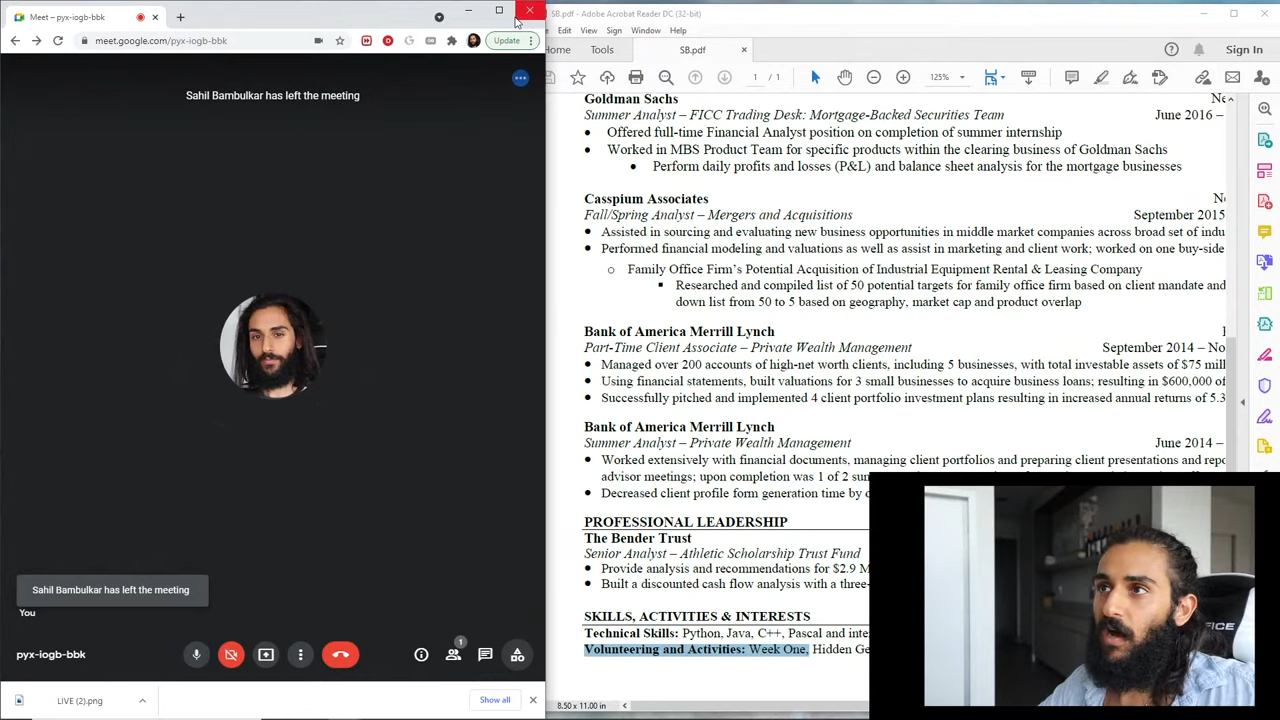 Meet – pyx-iogb-bbk
meet.google.com/pyx-iogb-bbk
Update
Sahil Bambulkar has left the meeting
Sahil Bambulkar has left the meeting
You
pyx-iogb-bbk
1
LIVE (2).png
Show all
SB.pdf - Adobe Acrobat Reader DC (32-bit)
Edit View Sign Window Help
Home Tools SB.pdf Sign In
1 / 1 125%
Goldman Sachs Ne
Summer Analyst – FICC Trading Desk: Mortgage-Backed Securities Team June 2016 –
Offered full-time Financial Analyst position on completion of summer internship
Worked in MBS Product Team for specific products within the clearing business of Goldman Sachs
Perform daily profits and losses (P&L) and balance sheet analysis for the mortgage businesses
Casspium Associates
Fall/Spring Analyst – Mergers and Acquisitions September 2015
Assisted in sourcing and evaluating new business opportunities in middle market companies across broad set of indu
Performed financial modeling and valuations as well as assist in marketing and client work; worked on one buy-side
Family Office Firm's Potential Acquisition of Industrial Equipment Rental & Leasing Company
Researched and compiled list of 50 potential targets for family office firm based on client mandate and
down list from 50 to 5 based on geography, market cap and product overlap
Bank of America Merrill Lynch
Part-Time Client Associate – Private Wealth Management September 2014 – No
Managed over 200 accounts of high-net worth clients, including 5 businesses, with total investable assets of $75 mill
Using financial statements, built valuations for 3 small businesses to acquire business loans; resulting in $600,000 of
Successfully pitched and implemented 4 client portfolio investment plans resulting in increased annual returns of 5.3
Bank of America Merrill Lynch
Summer Analyst – Private Wealth Management June 2014 –
Worked extensively with financial documents, managing client portfolios and preparing client presentations and repo
advisor meetings; upon completion was 1 of 2 sum
Decreased client profile form generation time by
PROFESSIONAL LEADERSHIP
The Bender Trust
Senior Analyst – Athletic Scholarship Trust Fund
Provide analysis and recommendations for $2.9 M
Built a discounted cash flow analysis with a three-
SKILLS, ACTIVITIES & INTERESTS
Technical Skills: Python, Java, C++, Pascal and inte
Volunteering and Activities: Week One, Hidden Ge
8.50 x 11.00 in